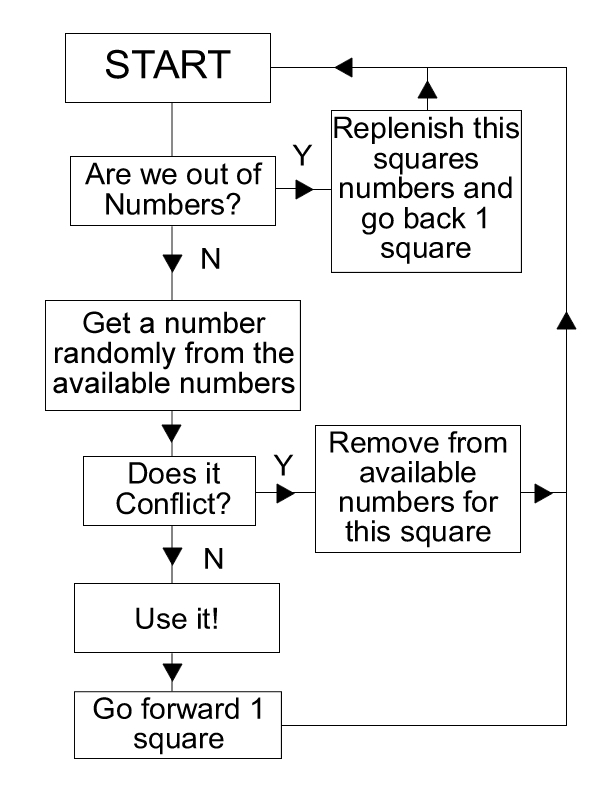 START
Are we out of
Numbers?
Y
Replenish this
squares
numbers and
go back 1
square
N
Get a number
randomly from the
available numbers
Does it
Conflict?
Y
Remove from
available
numbers for
this square
N
Use it!
Go forward 1
square